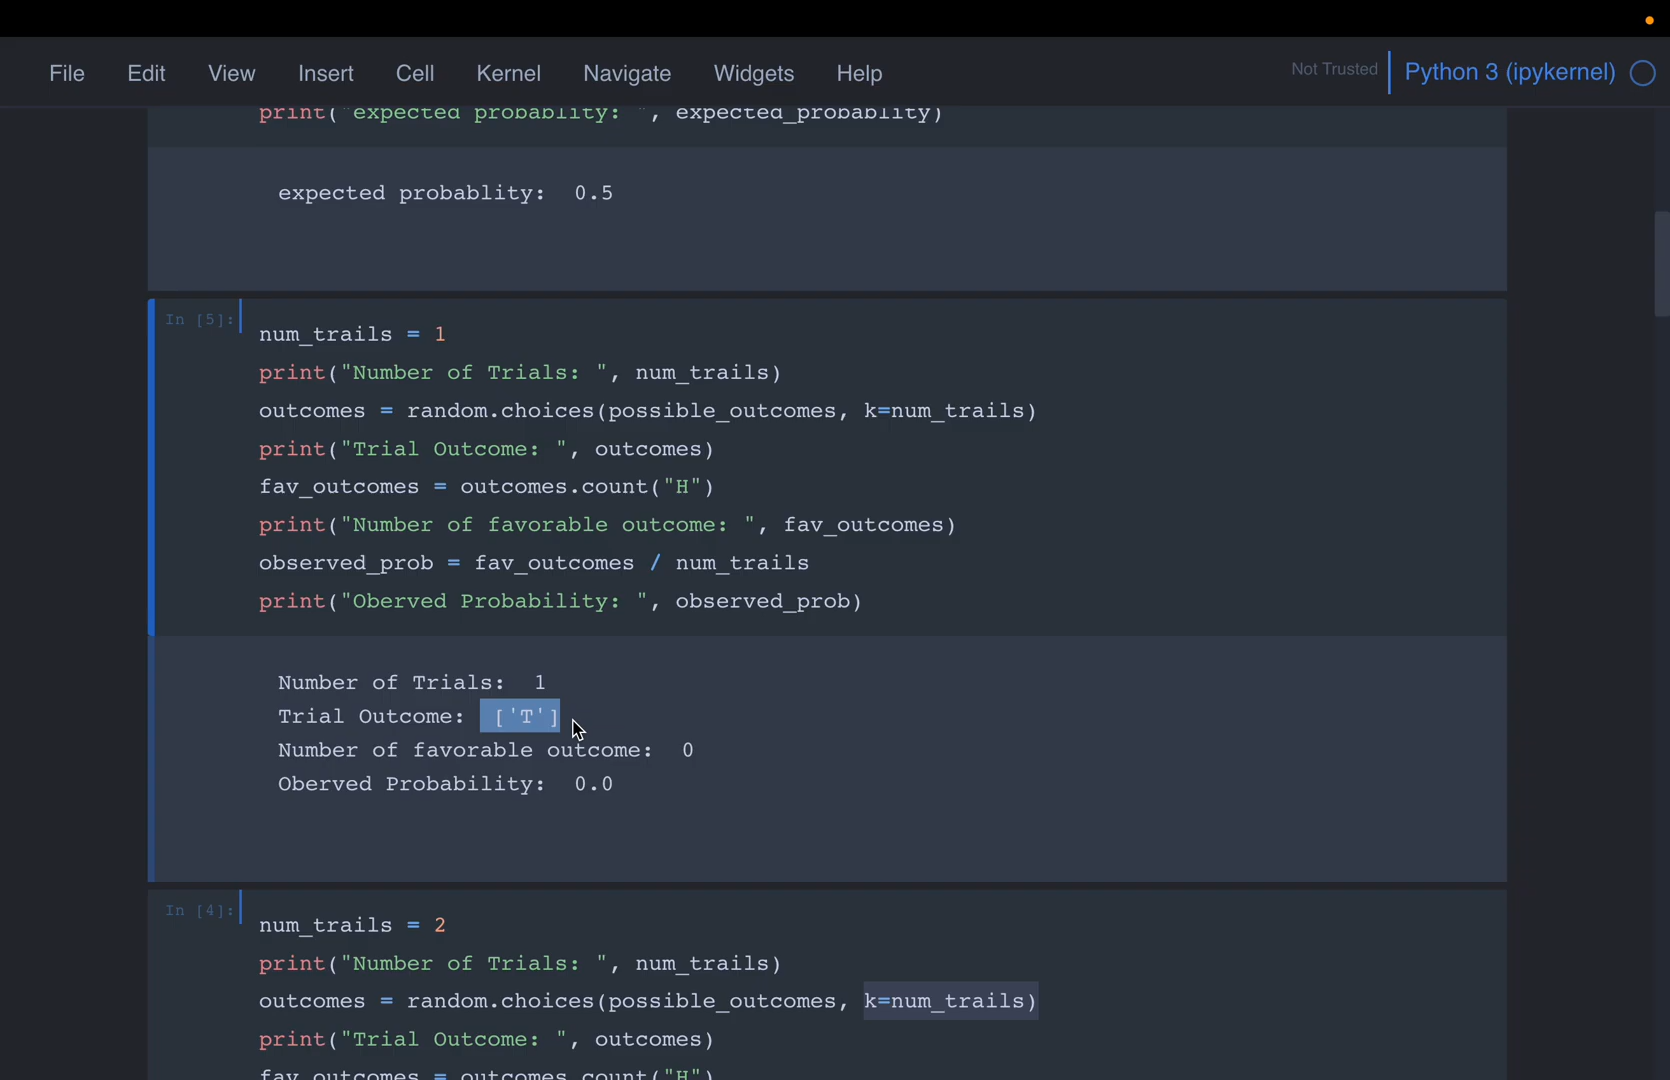 File Edit View Insert Cell Kernel Navigate Widgets Help Not Trusted Python 3 (ipykernel)
print("expected probablity: ", expected_probablity)
expected probablity:  0.5
In [5]:
num_trails = 1
print("Number of Trials: ", num_trails)
outcomes = random.choices(possible_outcomes, k=num_trails)
print("Trial Outcome: ", outcomes)
fav_outcomes = outcomes.count("H")
print("Number of favorable outcome: ", fav_outcomes)
observed_prob = fav_outcomes / num_trails
print("Oberved Probability: ", observed_prob)
Number of Trials:  1
Trial Outcome:  ['T']
Number of favorable outcome:  0
Oberved Probability:  0.0
In [4]:
num_trails = 2
print("Number of Trials: ", num_trails)
outcomes = random.choices(possible_outcomes, k=num_trails)
print("Trial Outcome: ", outcomes)
fav_outcomes = outcomes.count("H")